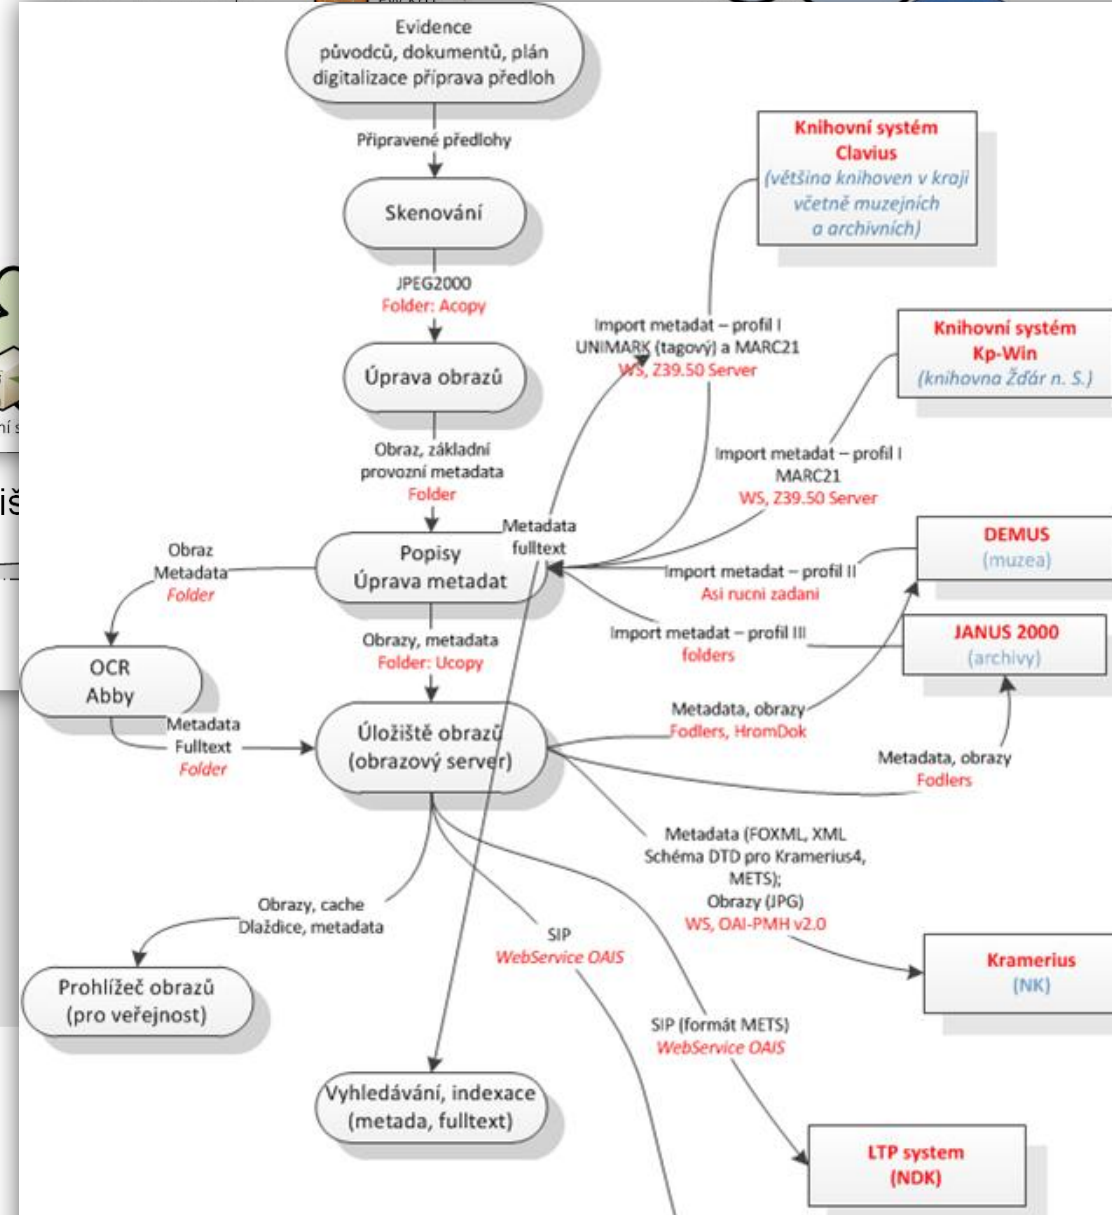 Evidence
původců, dokumentů, plán
digitalizace příprava předloh
Připravené předlohy
Skenování
JPEG2000
Folder: Acopy
Úprava obrazů
Obraz, základní
provozní metadata
Folder
Popisy
Úprava metadat
Metadata
fulltext
Obraz
Metadata
Folder
OCR
Abby
Metadata
Fulltext
Folder
Obrazy, metadata
Folder: Ucopy
Úložiště obrazů
(obrazový server)
Knihovní systém
Clavius
(většina knihoven v kraji
včetně muzejních
a archivních)
Import metadat – profil I
UNIMARK (tagový) a MARC21
WS, Z39.50 Server
Knihovní systém
Kp-Win
(knihovna Žďár n. S.)
Import metadat – profil I
MARC21
WS, Z39.50 Server
DEMUS
(muzea)
Import metadat – profil II
Asi rucni zadani
JANUS 2000
(archivy)
Import metadat – profil III
folders
Metadata, obrazy
Fodlers, HromDok
Metadata, obrazy
Fodlers
Metadata (FOXML, XML
Schéma DTD pro Kramerius4,
METS);
Obrazy (JPG)
WS, OAI-PMH v2.0
Kramerius
(NK)
Obrazy, cache
Dlaždice, metadata
Prohlížeč obrazů
(pro veřejnost)
SIP
WebService OAIS
SIP (formát METS)
WebService OAIS
Vyhledávání, indexace
(metada, fulltext)
LTP system
(NDK)